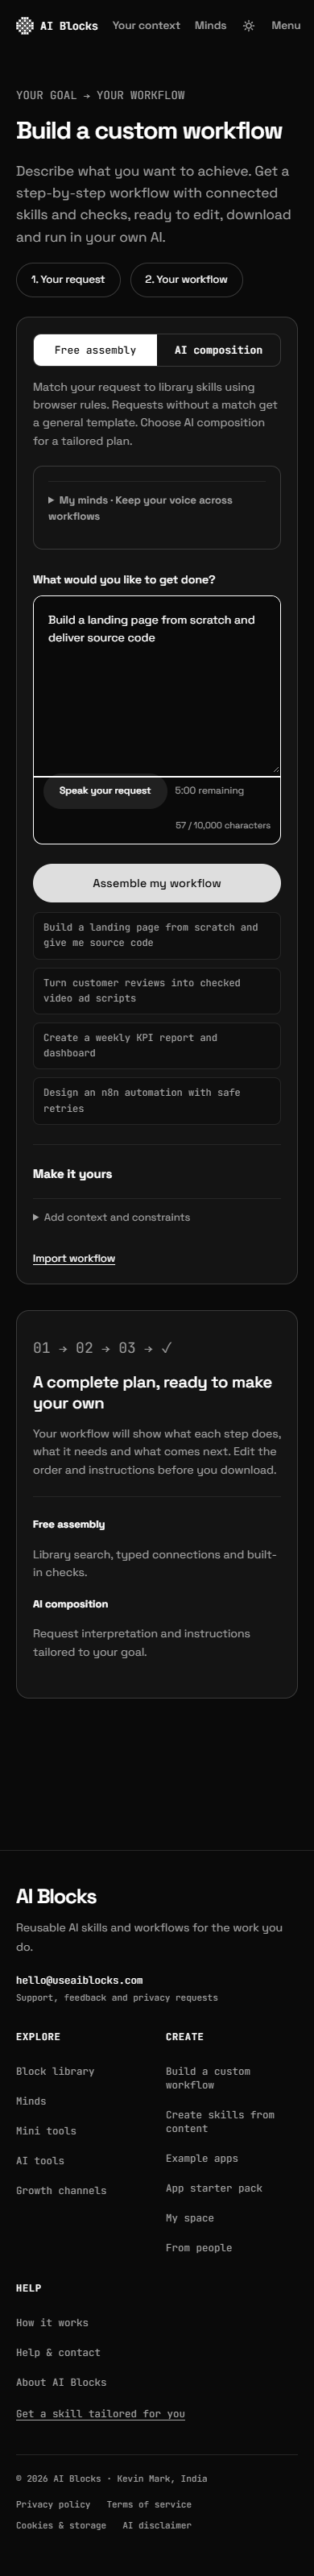 AI Blocks Your context Minds Menu
YOUR GOAL → YOUR WORKFLOW
Build a custom workflow
Describe what you want to achieve. Get a
step-by-step workflow with connected
skills and checks, ready to edit, download
and run in your own AI.
1. Your request 2. Your workflow
Free assembly AI composition
Match your request to library skills using
browser rules. Requests without a match get
a general template. Choose AI composition
for a tailored plan.
▶ My minds · Keep your voice across
workflows
What would you like to get done?
Build a landing page from scratch and
deliver source code
Speak your request 5:00 remaining
57 / 10,000 characters
Assemble my workflow
Build a landing page from scratch and
give me source code
Turn customer reviews into checked
video ad scripts
Create a weekly KPI report and
dashboard
Design an n8n automation with safe
retries
Make it yours
▶ Add context and constraints
Import workflow
01 → 02 → 03 → ✓
A complete plan, ready to make
your own
Your workflow will show what each step does,
what it needs and what comes next. Edit the
order and instructions before you download.
Free assembly
Library search, typed connections and built-
in checks.
AI composition
Request interpretation and instructions
tailored to your goal.
AI Blocks
Reusable AI skills and workflows for the work you
do.
hello@useaiblocks.com
Support, feedback and privacy requests
EXPLORE
Block library
Minds
Mini tools
AI tools
Growth channels
CREATE
Build a custom
workflow
Create skills from
content
Example apps
App starter pack
My space
From people
HELP
How it works
Help & contact
About AI Blocks
Get a skill tailored for you
© 2026 AI Blocks · Kevin Mark, India
Privacy policy Terms of service
Cookies & storage AI disclaimer